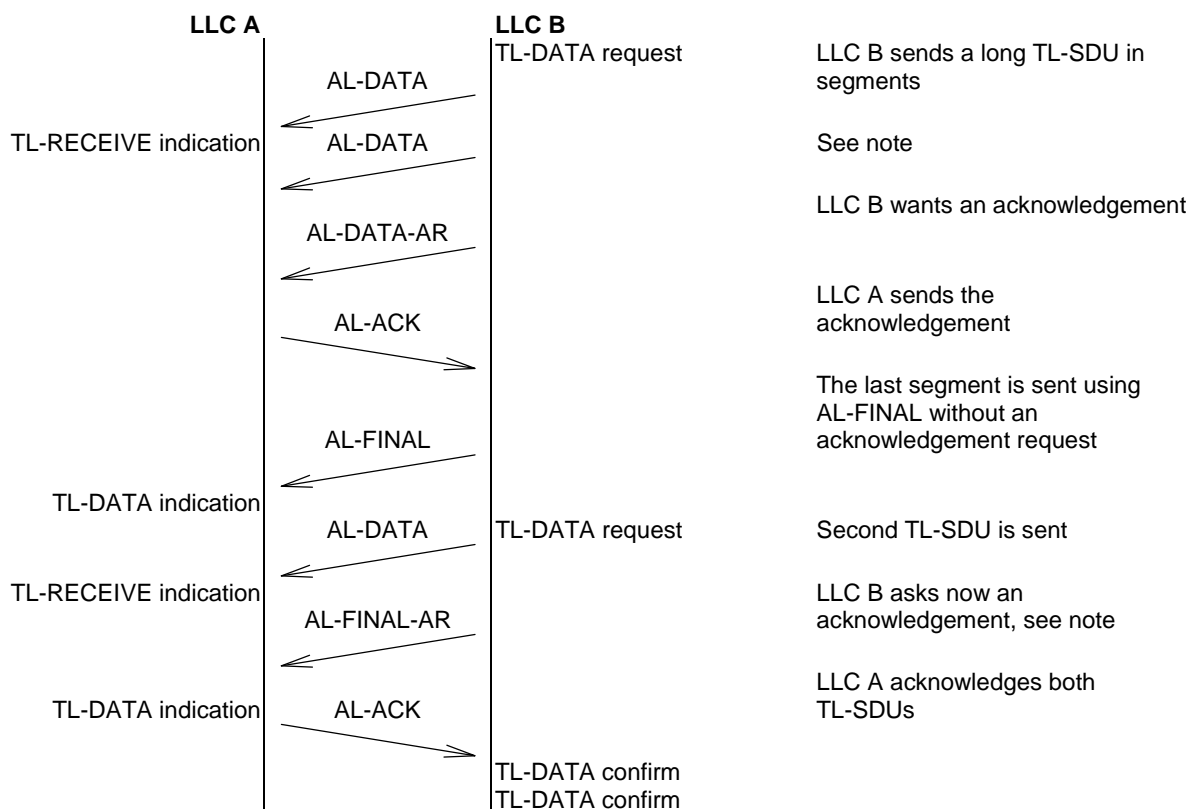 LLC A LLC B
TL-DATA request LLC B sends a long TL-SDU in
AL-DATA segments
TL-RECEIVE indication AL-DATA See note
LLC B wants an acknowledgement
AL-DATA-AR
LLC A sends the
AL-ACK acknowledgement
The last segment is sent using
AL-FINAL without an
AL-FINAL acknowledgement request
TL-DATA indication
AL-DATA TL-DATA request Second TL-SDU is sent
TL-RECEIVE indication LLC B asks now an
AL-FINAL-AR acknowledgement, see note
LLC A acknowledges both
TL-DATA indication AL-ACK TL-SDUs
TL-DATA confirm
TL-DATA confirm